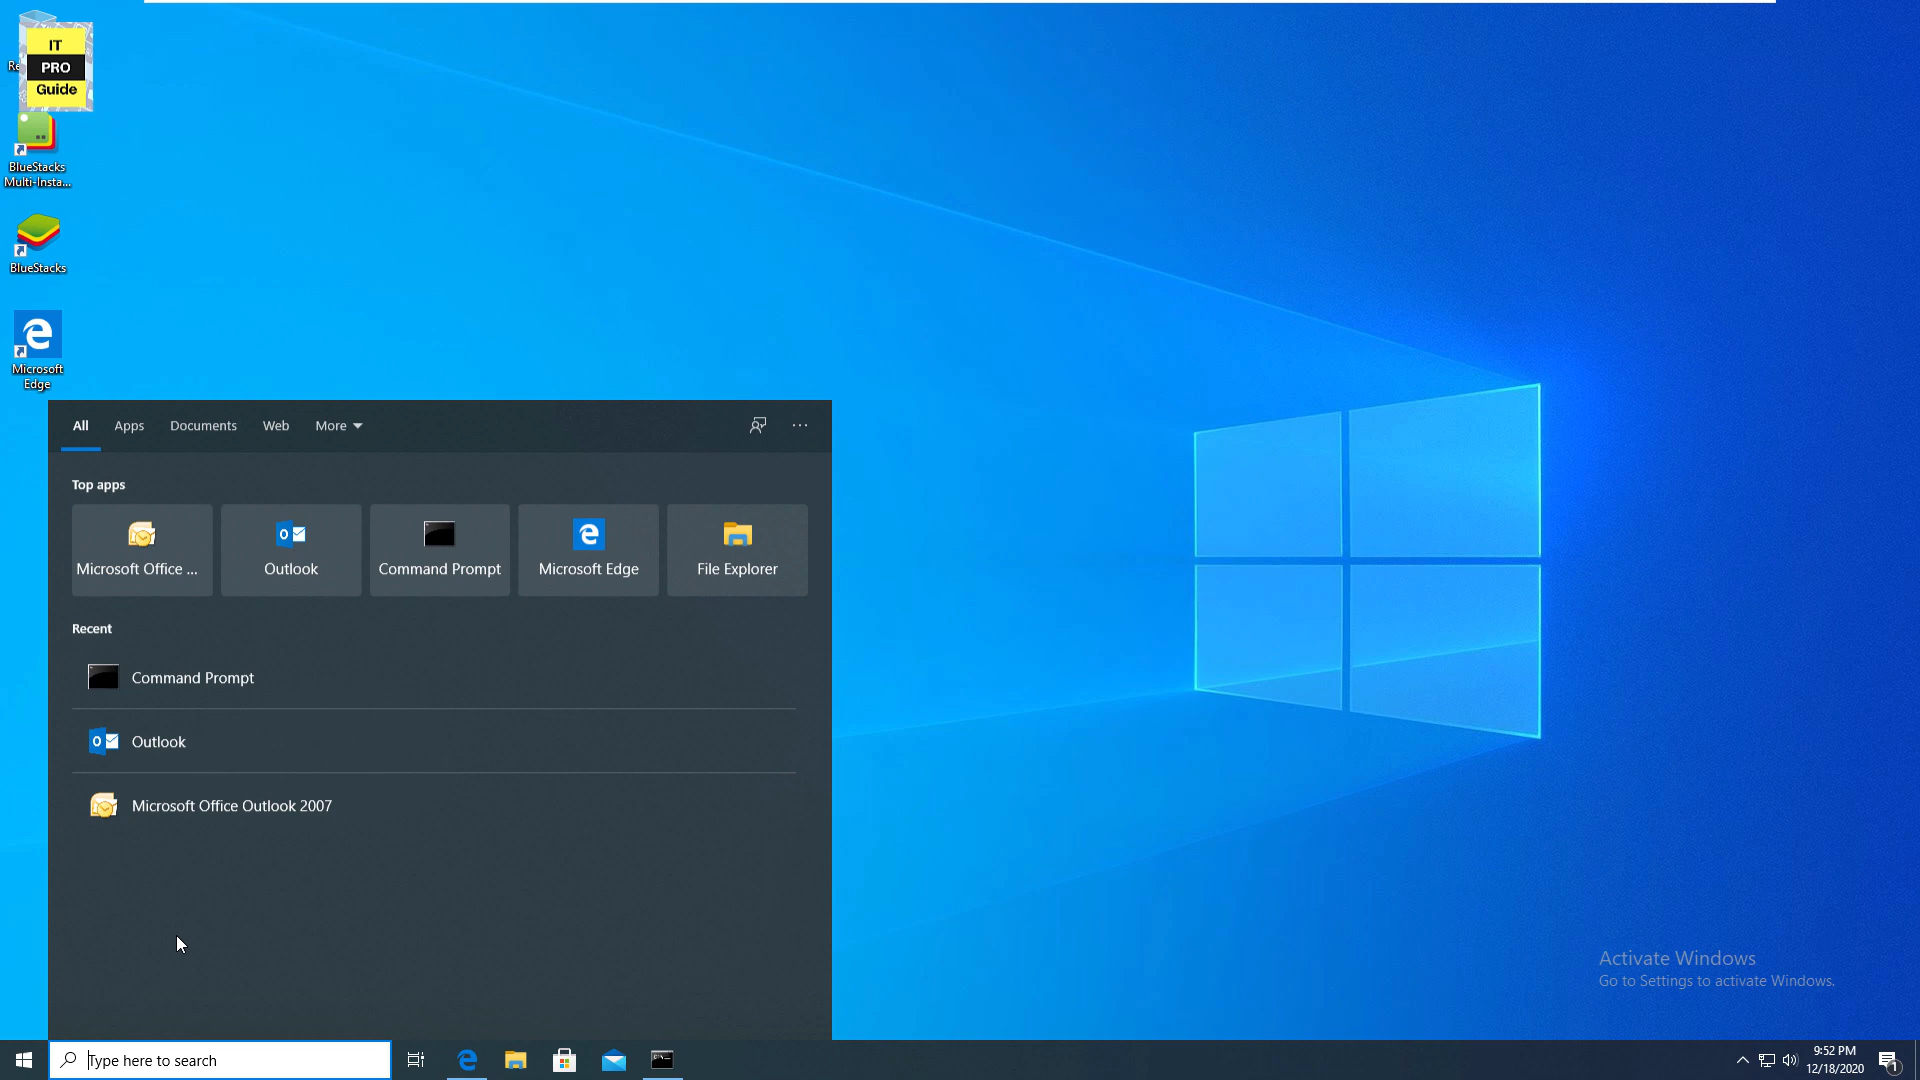 Re
IT
PRO
Guide
BlueStacks
Multi-Insta...
BlueStacks
Microsoft
Edge
All Apps Documents Web More
Top apps
Microsoft Office ... Outlook Command Prompt Microsoft Edge File Explorer
Recent
Command Prompt
Outlook
Microsoft Office Outlook 2007
Activate Windows
Go to Settings to activate Windows.
Type here to search
9:52 PM
12/18/2020
1